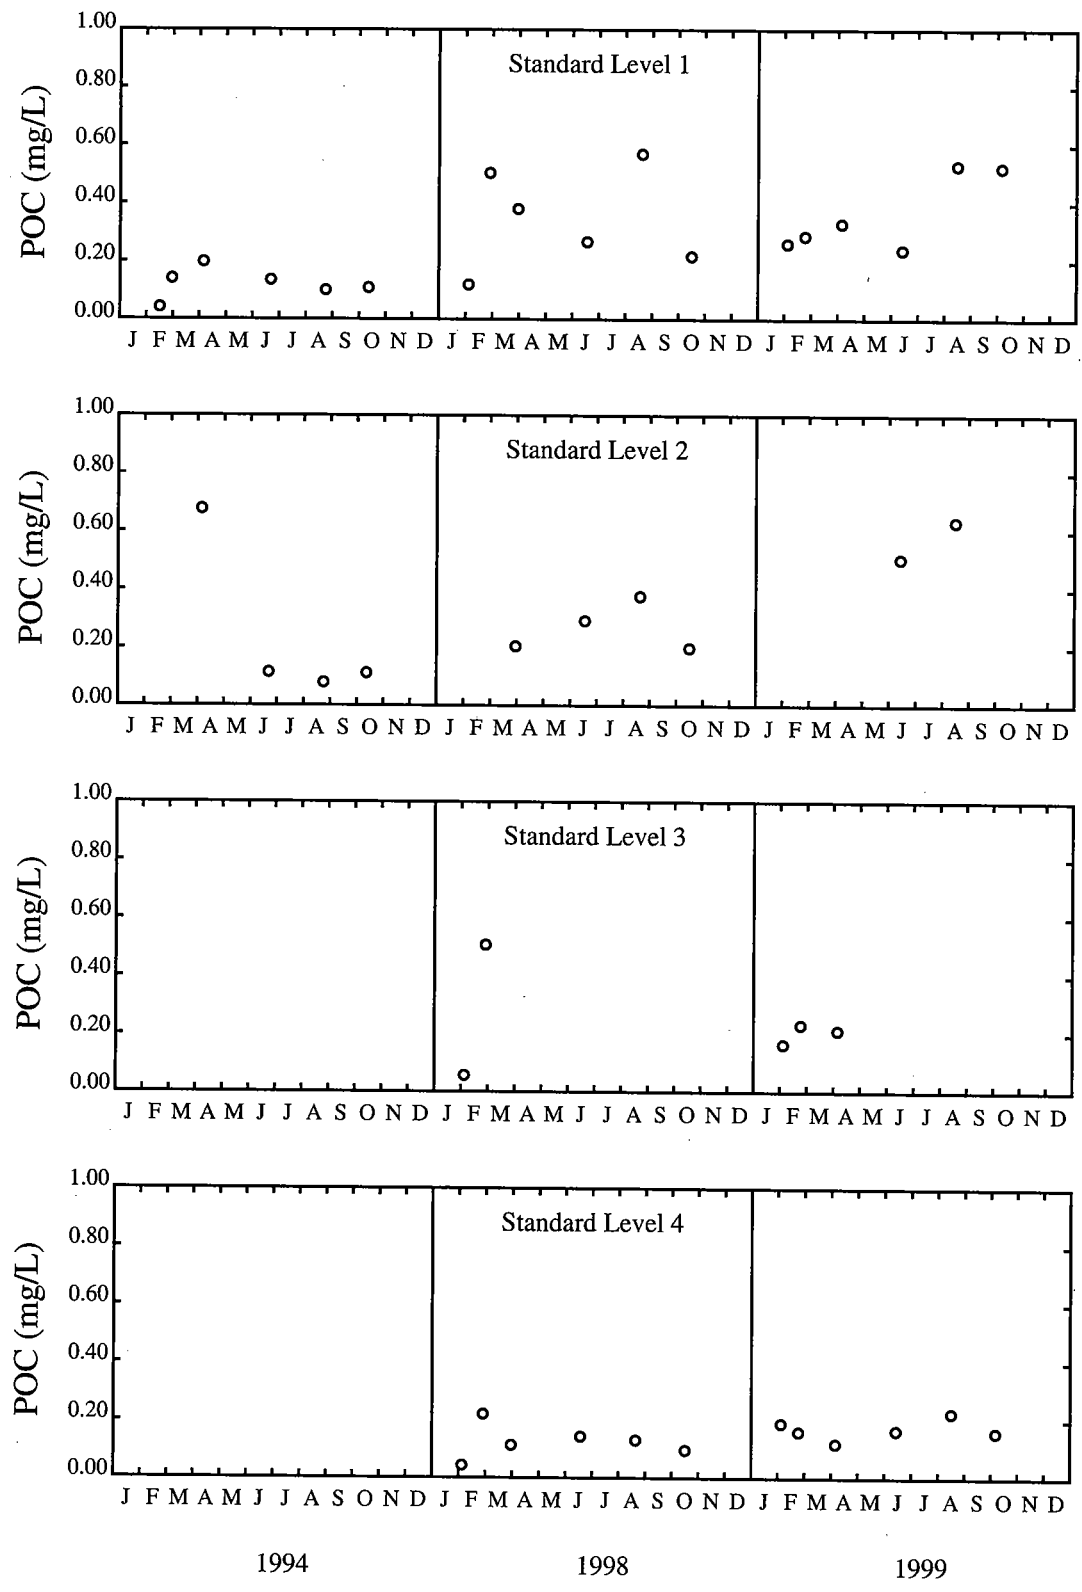 1.00
Standard Level 1
0.80
0.60
0.40
0.20
0.00
POC (mg/L)
J F M A M J J A S O N D J F M A M J J A S O N D J F M A M J J A S O N D
1.00
Standard Level 2
0.80
0.60
0.40
0.20
0.00
POC (mg/L)
J F M A M J J A S O N D J F M A M J J A S O N D J F M A M J J A S O N D
1.00
Standard Level 3
0.80
0.60
0.40
0.20
0.00
POC (mg/L)
J F M A M J J A S O N D J F M A M J J A S O N D J F M A M J J A S O N D
1.00
Standard Level 4
0.80
0.60
0.40
0.20
0.00
POC (mg/L)
J F M A M J J A S O N D J F M A M J J A S O N D J F M A M J J A S O N D
1994 1998 1999